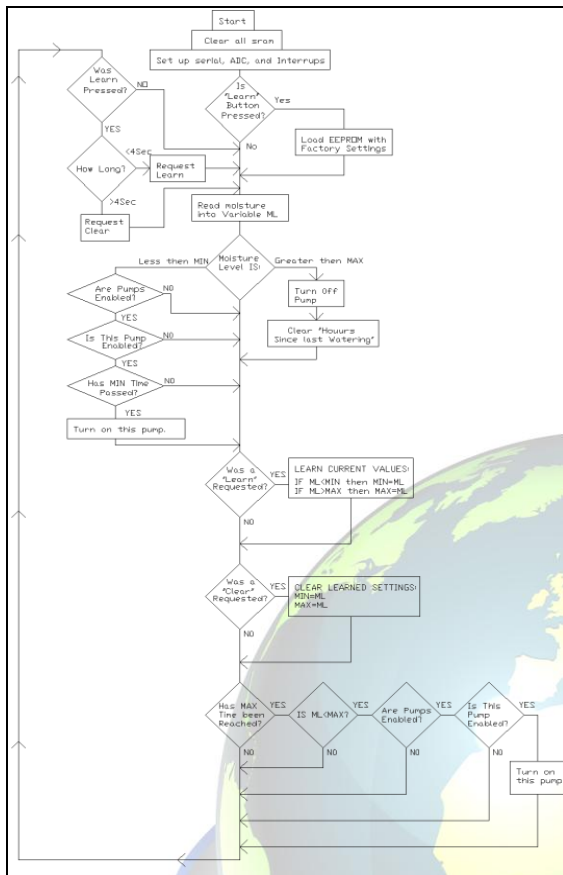 Start
Clear all sram
Set up serial, ADC, and Interrupts
Was
Learn
Pressed?
NO
YES
Is
"Learn"
Button
Pressed?
Yes
No
Load EEPROM with
Factory Settings
How Long?
<4Sec
Request
Learn
>4Sec
Request
Clear
Read moisture
into Variable ML
Moisture
Level IS:
Less then MIN
Greater then MAX
Turn Off
Pump
Clear "Houurs
Since last Watering"
Are Pumps
Enabled?
NO
YES
Is This Pump
Enabled?
NO
YES
Has MIN Time
Passed?
NO
YES
Turn on this pump.
Was a
"Learn"
Requested?
YES
NO
LEARN CURRENT VALUES:
IF ML<MIN then MIN=ML
IF ML>MAX then MAX=ML
Was a
"Clear"
Requested?
YES
NO
CLEAR LEARNED SETTINGS:
MIN=ML
MAX=ML
Has MAX
Time been
Reached?
YES
NO
IS ML<MAX?
YES
NO
Are Pumps
Enabled?
YES
NO
Is This
Pump
Enabled?
YES
NO
Turn on
this pump